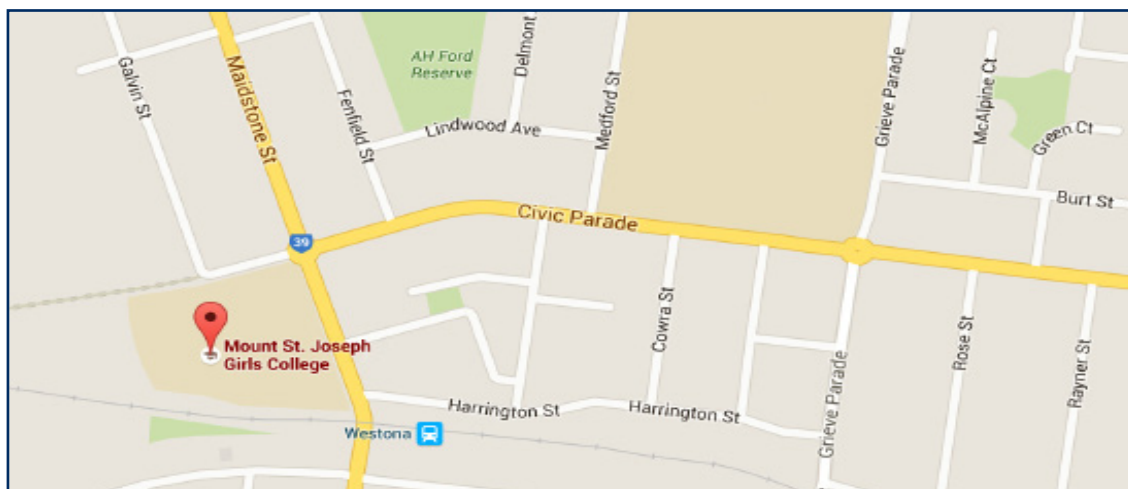 Galvin St
Maidstone St
Fenfield St
AH Ford
Reserve
Delmont
Lindwood Ave
Medford St
Grieve Parade
McAlpine Ct
Green Ct
Burt St
Civic Parade
39
Mount St. Joseph
Girls College
Cowra St
Rose St
Rayner St
Harrington St
Harrington St
Grieve Parade
Westona